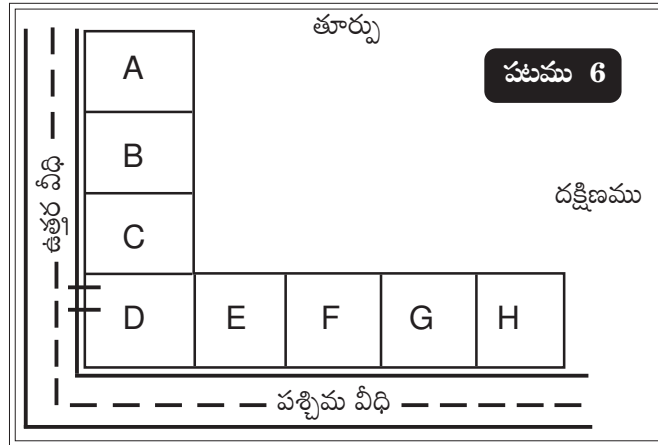 తూర్పు
పటము 6
A
B
ఉత్తర వీధి
దక్షిణము
C
D E F G H
పశ్చిమ వీధి